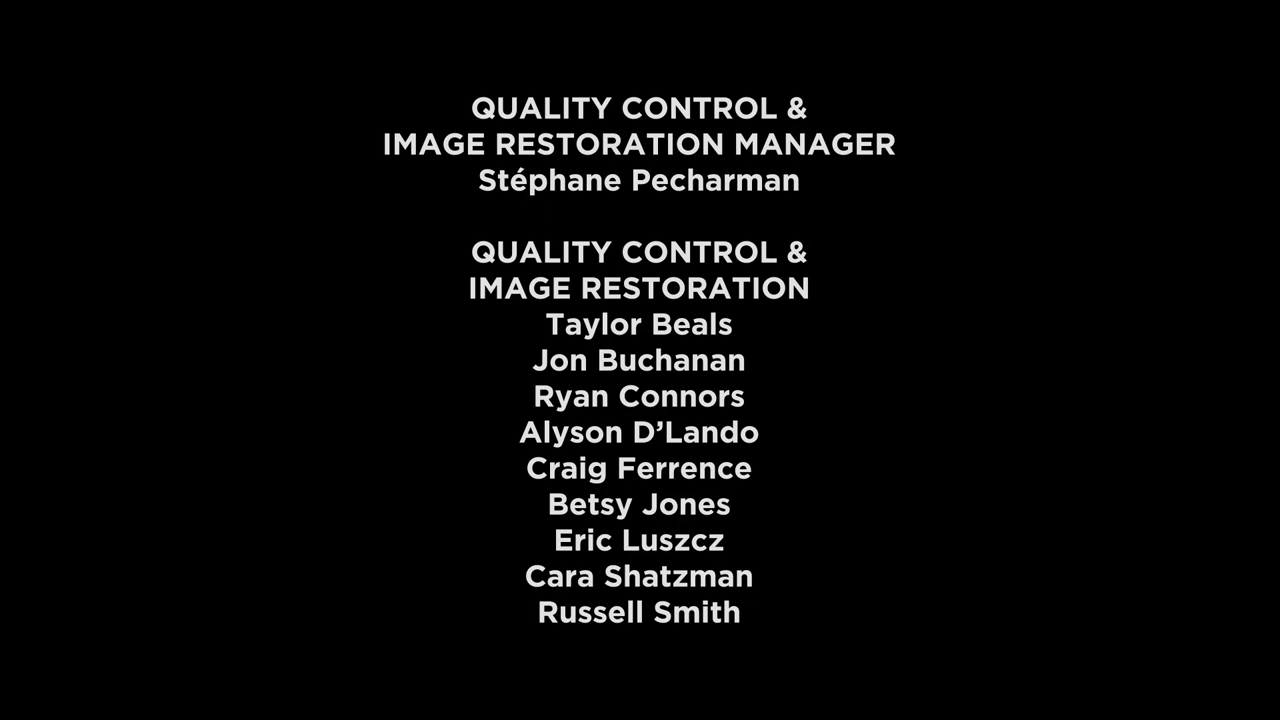 QUALITY CONTROL &
IMAGE RESTORATION MANAGER
Stéphane Pecharman
QUALITY CONTROL &
IMAGE RESTORATION
Taylor Beals
Jon Buchanan
Ryan Connors
Alyson D’Lando
Craig Ferrence
Betsy Jones
Eric Luszcz
Cara Shatzman
Russell Smith